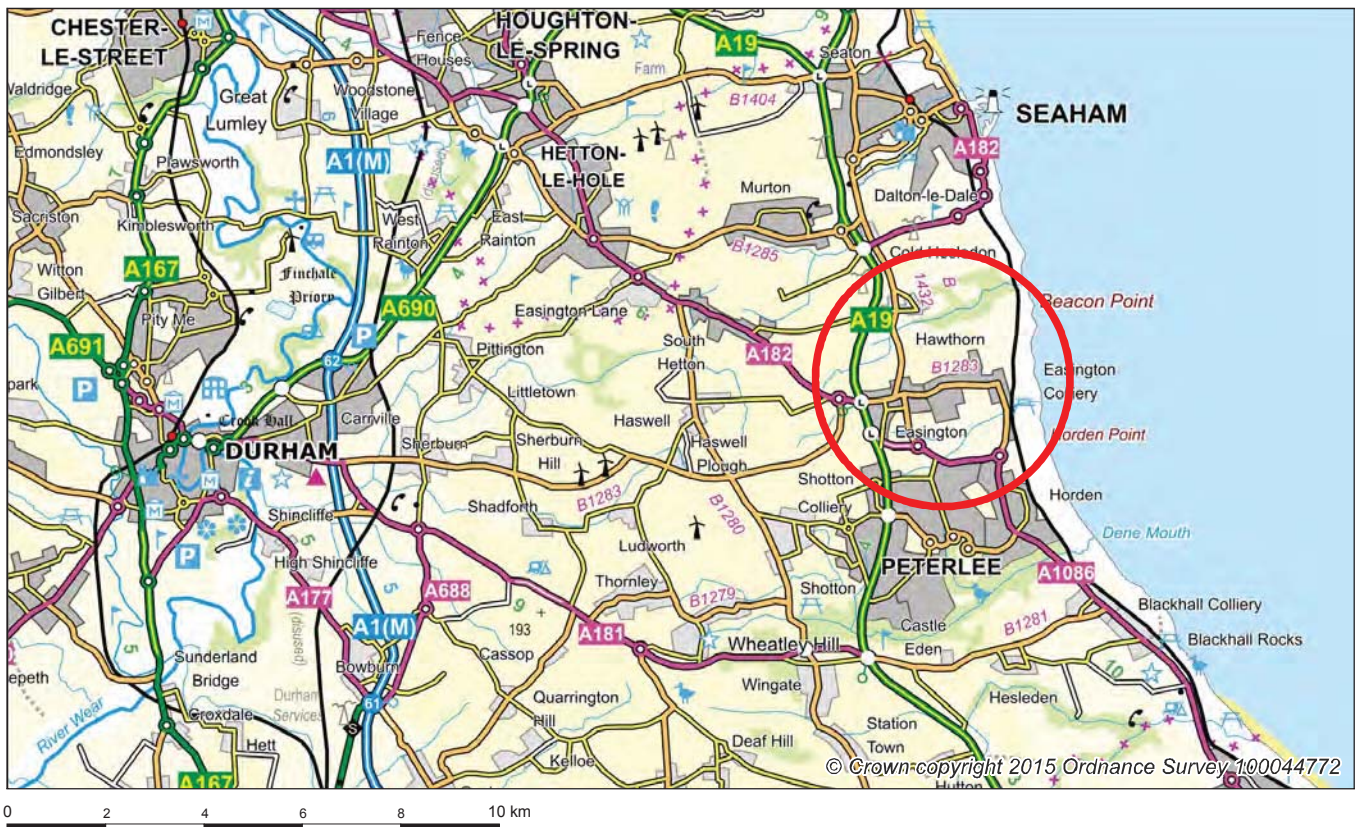 CHESTER-
LE-STREET
HOUGHTON-
LE-SPRING
Fence
Houses
A19
Seaton
Farm
Waldridge
Great
Lumley
Woodstone
Village
B1404
SEAHAM
Edmondsley
Plawsworth
A1(M)
HETTON-
LE-HOLE
A182
Murton
Dalton-le-Dale
Sacriston
Kimblesworth
West
Rainton
(disused)
East
Rainton
B1285
Cold Hesledon
Witton
Gilbert
A167
Finchale
Priory
B
1432
Beacon Point
Pity Me
A690
Easington Lane
A19
A691
P
Pittington
South
Hetton
A182
Hawthorn
62
B1283
Easington
Colliery
park
P
Littletown
M
Crook Hall
Carrville
Haswell
DURHAM
Sherburn
Sherburn
Hill
Haswell
Plough
Easington
Horden Point
M
Shotton
Colliery
Horden
Shadforth
B1283
B1280
Shincliffe
Dene Mouth
P
High Shincliffe
Ludworth
PETERLEE
A1086
A177
A688
Thornley
Shotton
B1279
Blackhall Colliery
A1(M)
193
A181
Castle
Eden
B1281
Blackhall Rocks
(disused)
Wheatley Hill
Sunderland
Bridge
Bowburn
Cassop
Wingate
61
Quarrington
Hill
Hesleden
River Wear
Croxdale
Durham
Services
S
Station
Town
Hett
Deaf Hill
Kelloe
A167
Hutton
© Crown copyright 2015 Ordnance Survey 100044772
0 2 4 6 8 10 km